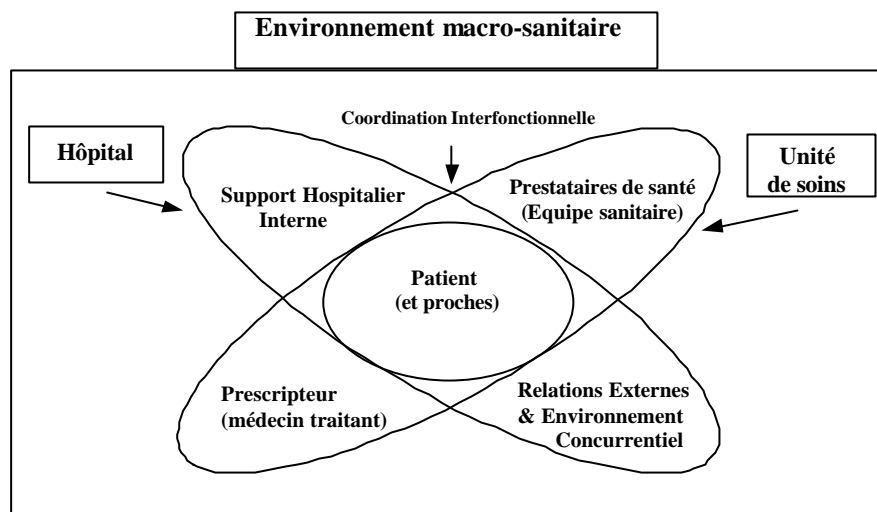 Environnement macro-sanitaire
Coordination Interfonctionnelle
Hôpital
Unité
de soins
Support Hospitalier
Interne
Prestataires de santé
(Equipe sanitaire)
Patient
(et proches)
Prescripteur
(médecin traitant)
Relations Externes
& Environnement
Concurrentiel